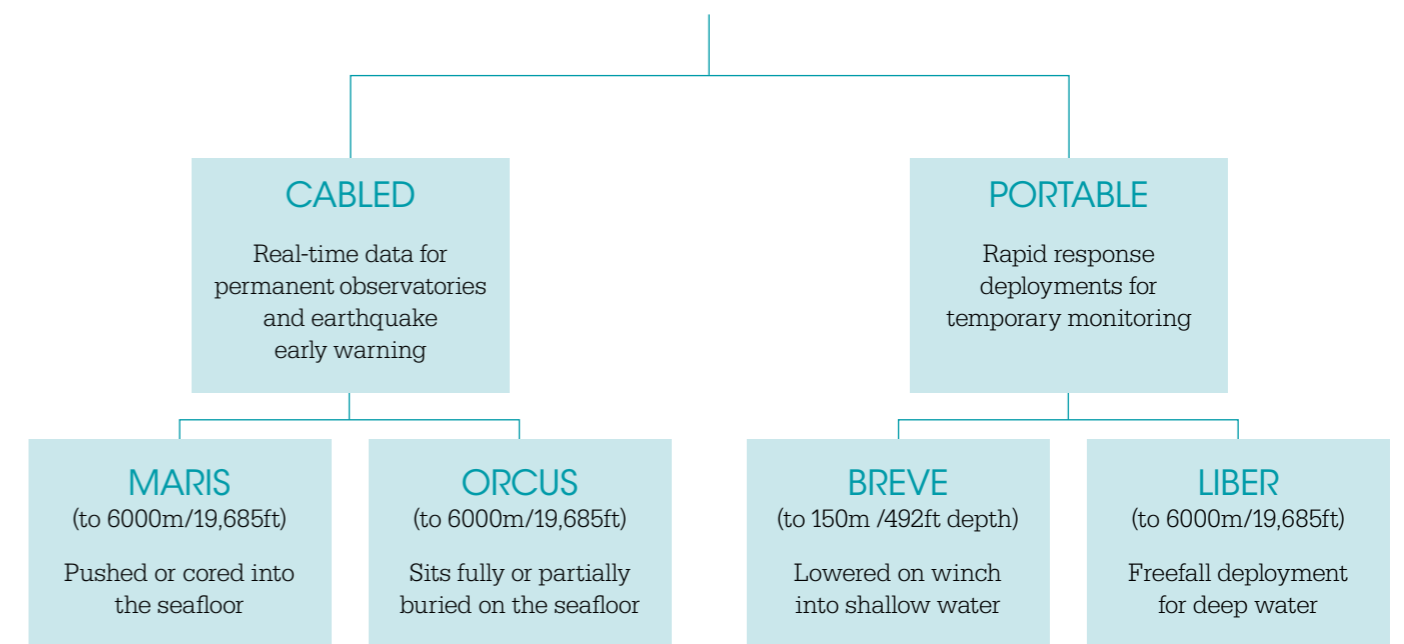 CABLED
Real-time data for
permanent observatories
and earthquake
early warning
PORTABLE
Rapid response
deployments for
temporary monitoring
MARIS
(to 6000m/19,685ft)
Pushed or cored into
the seafloor
ORCUS
(to 6000m/19,685ft)
Sits fully or partially
buried on the seafloor
BREVE
(to 150m /492ft depth)
Lowered on winch
into shallow water
LIBER
(to 6000m/19,685ft)
Freefall deployment
for deep water